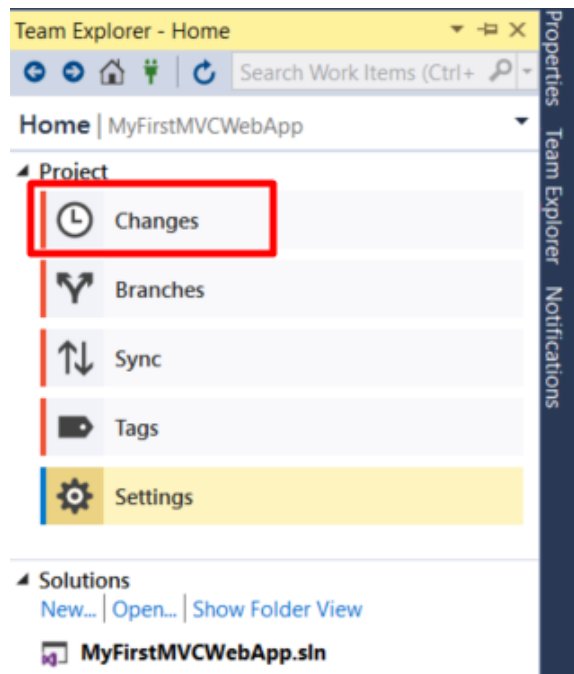 Team Explorer - Home
Search Work Items (Ctrl+
Home | MyFirstMVCWebApp
Project
Changes
Branches
Sync
Tags
Settings
Solutions
New... | Open... | Show Folder View
MyFirstMVCWebApp.sln
Properties
Team Explorer
Notifications